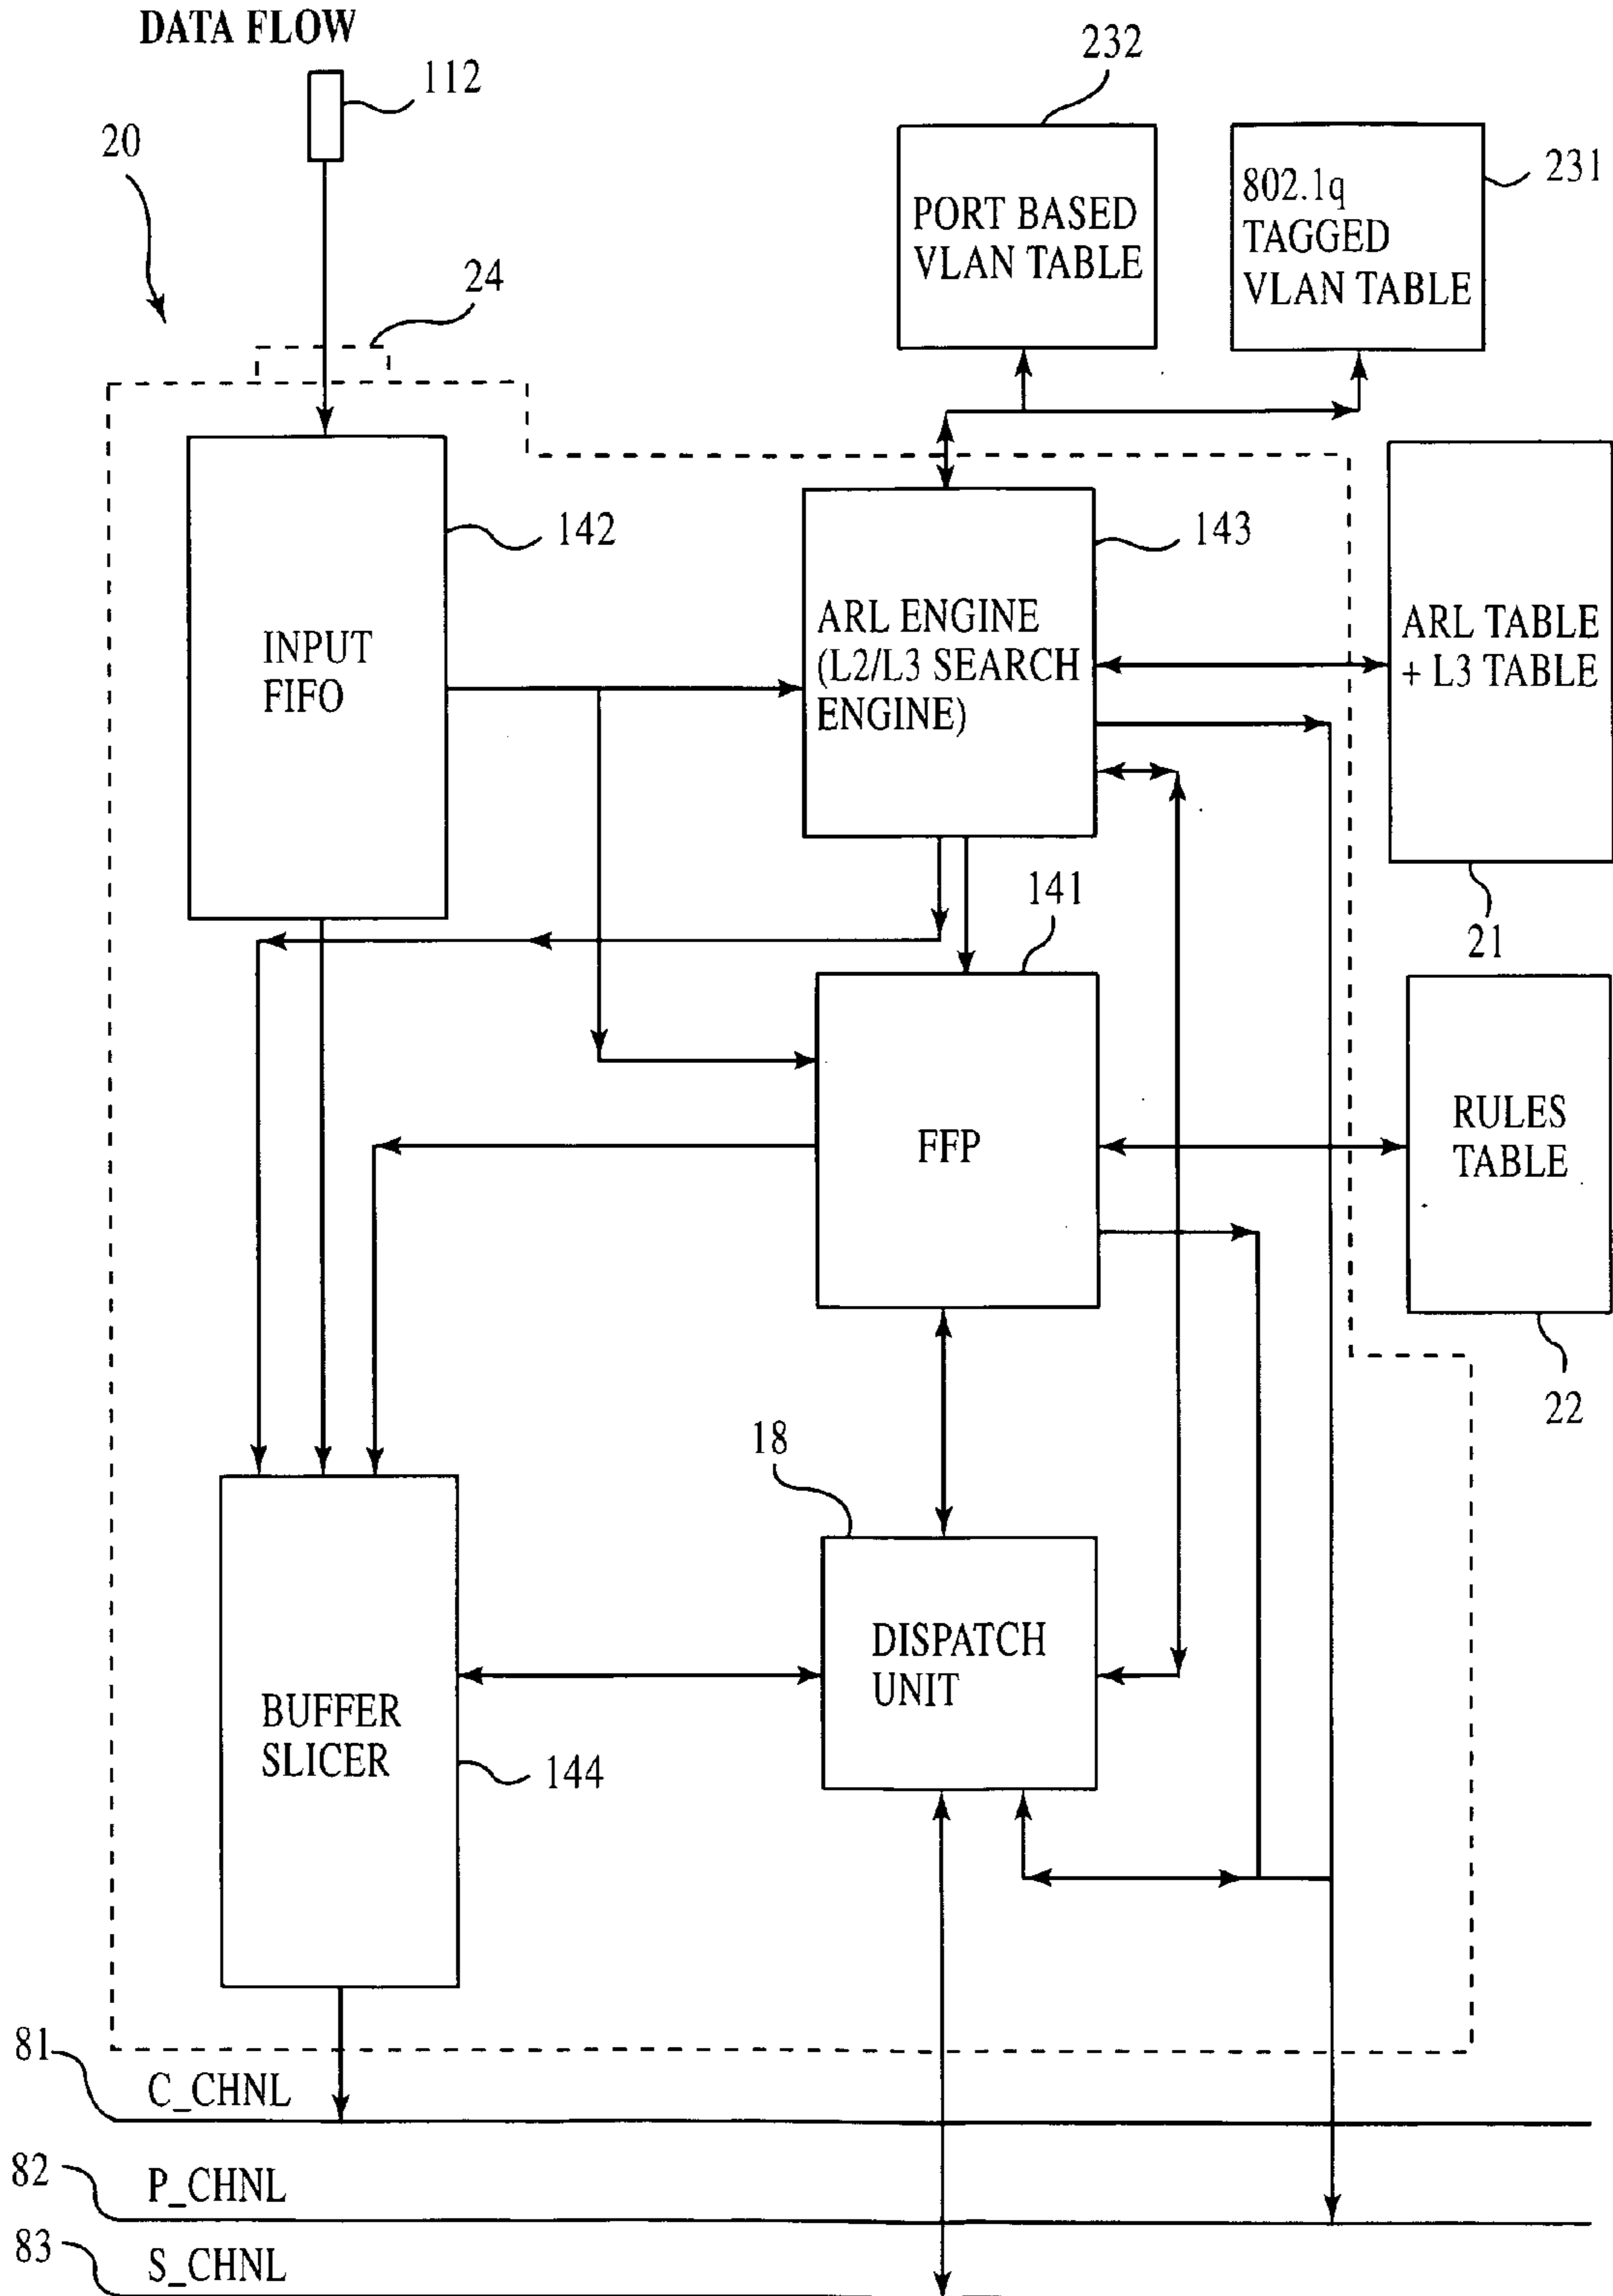 DATA FLOW
112
232
20
231
PORT BASED
VLAN TABLE
802.1q
TAGGED
VLAN TABLE
24
142
143
INPUT
FIFO
ARL ENGINE
(L2/L3 SEARCH
ENGINE)
ARL TABLE
+ L3 TABLE
141
21
FFP
RULES
TABLE
22
18
DISPATCH
UNIT
BUFFER
SLICER
144
81
C_CHNL
82
P_CHNL
83
S_CHNL